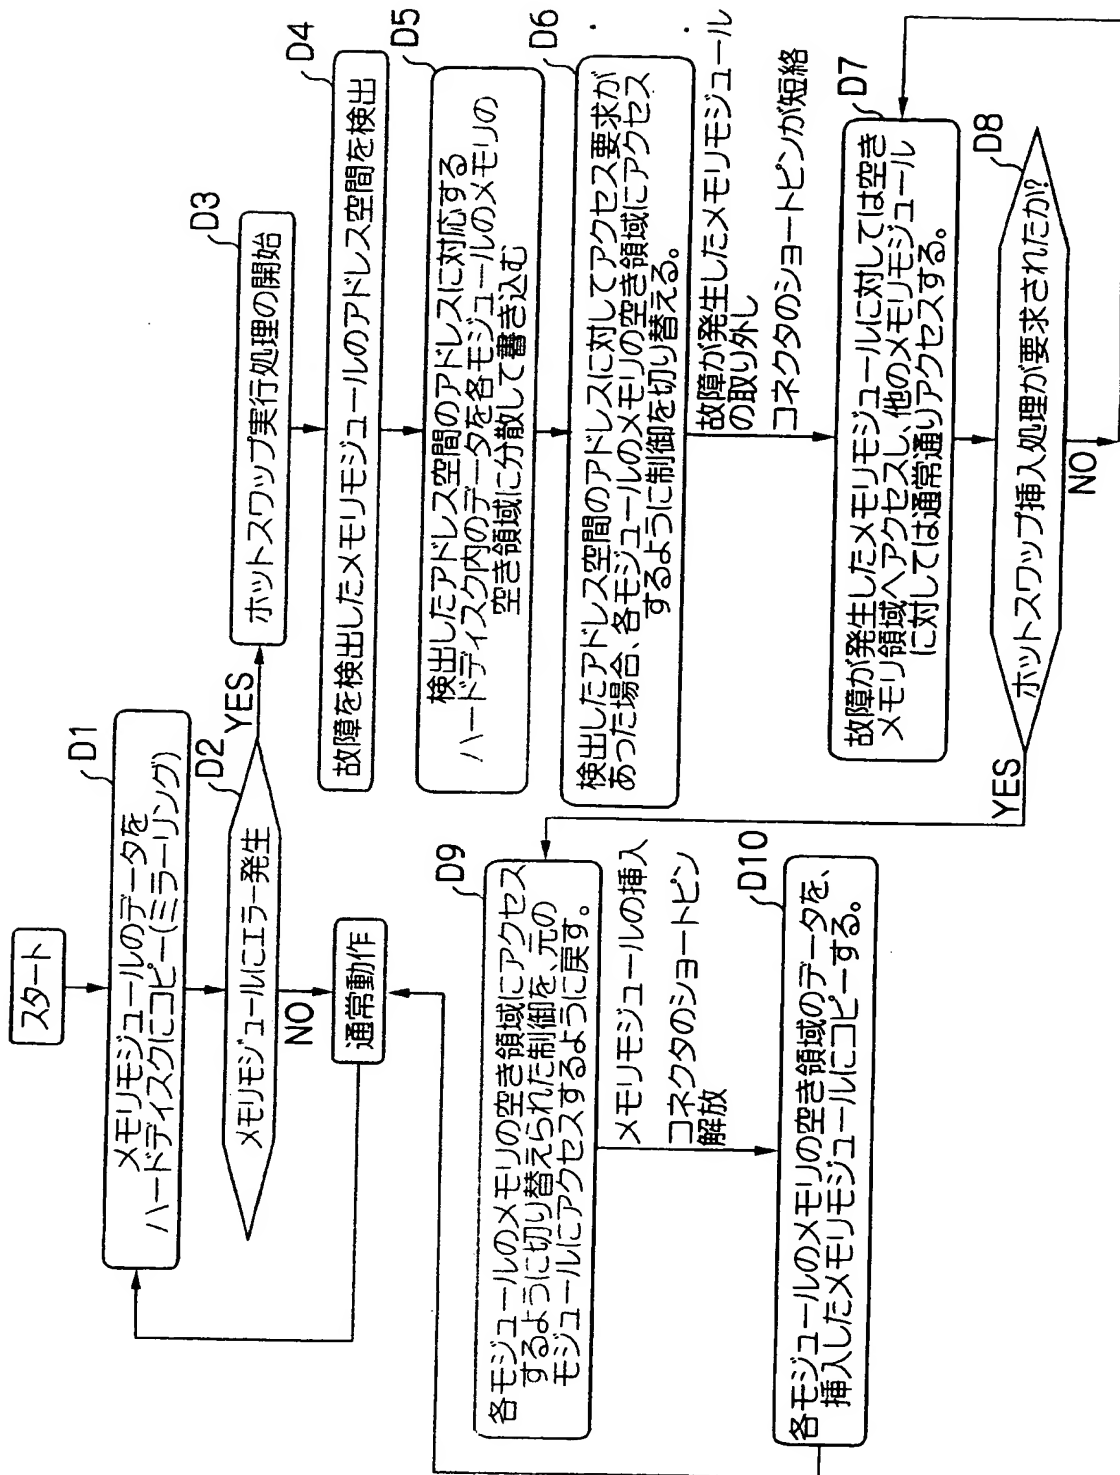 スタート
D1
メモリモジュールのデータを
ハードディスクにコピー(ミラーリング)
D2
メモリモジュールにエラー発生
YES
NO
通常動作
D3
ホットスワップ実行処理の開始
D4
故障を検出したメモリモジュールのアドレス空間を検出
D5
検出したアドレス空間のアドレスに対応する
ハードディスク内のデータを各モジュールのメモリの
空き領域に分散して書き込む
D6
検出したアドレス空間のアドレスに対してアクセス要求が
あった場合、各モジュールのメモリの空き領域にアクセス
するように制御を切り替える。
故障が発生したメモリモジュール
の取り外し
コネクタのショートピンが短絡
D7
故障が発生したメモリモジュールに対しては空き
メモリ領域へアクセスし、他のメモリモジュール
に対しては通常通りアクセスする。
D8
ホットスワップ挿入処理が要求されたか?
NO
YES
D9
各モジュールのメモリの空き領域にアクセス
するように切り替えられた制御を、元の
モジュールにアクセスするように戻す。
メモリモジュールの挿入
コネクタのショートピン
解放
D10
各モジュールのメモリの空き領域のデータを、
挿入したメモリモジュールにコピーする。